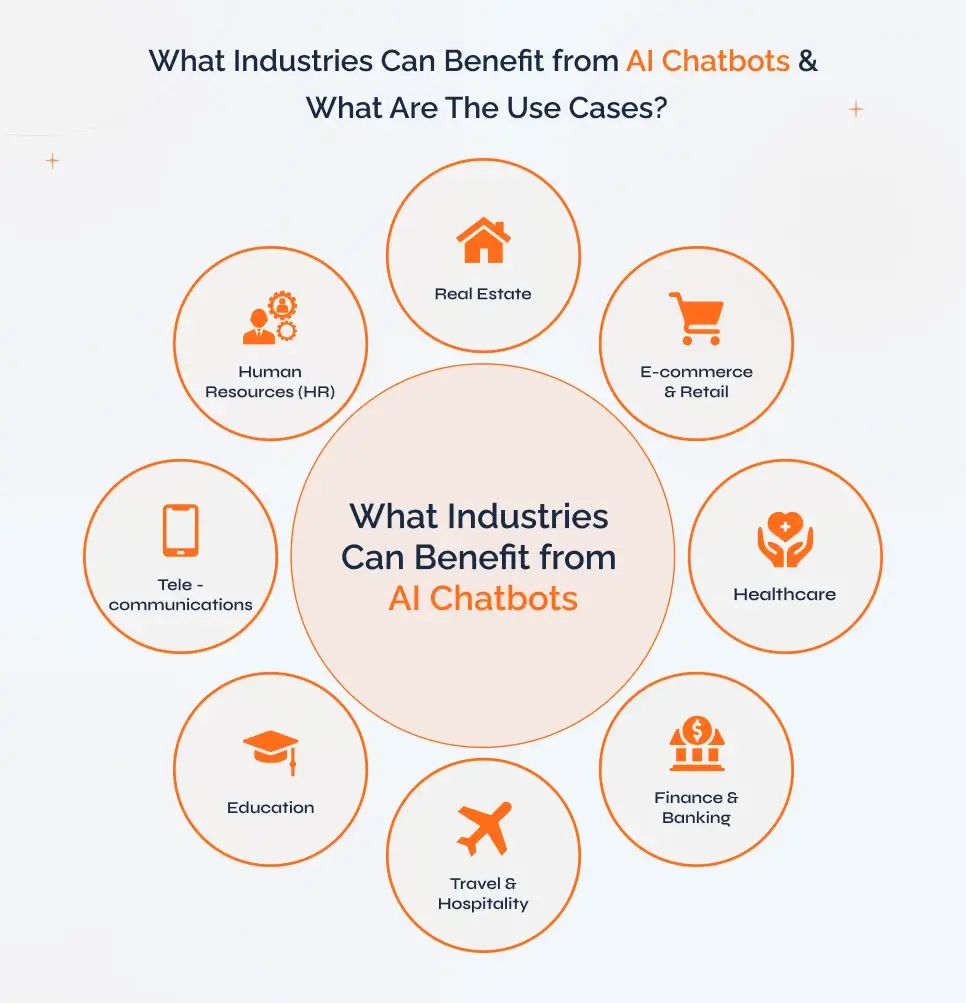 What Industries Can Benefit from AI Chatbots &
What Are The Use Cases?
Real Estate
E-commerce
& Retail
Healthcare
Finance &
Banking
Travel &
Hospitality
Education
Tele -
communications
Human
Resources (HR)
What Industries
Can Benefit from
AI Chatbots